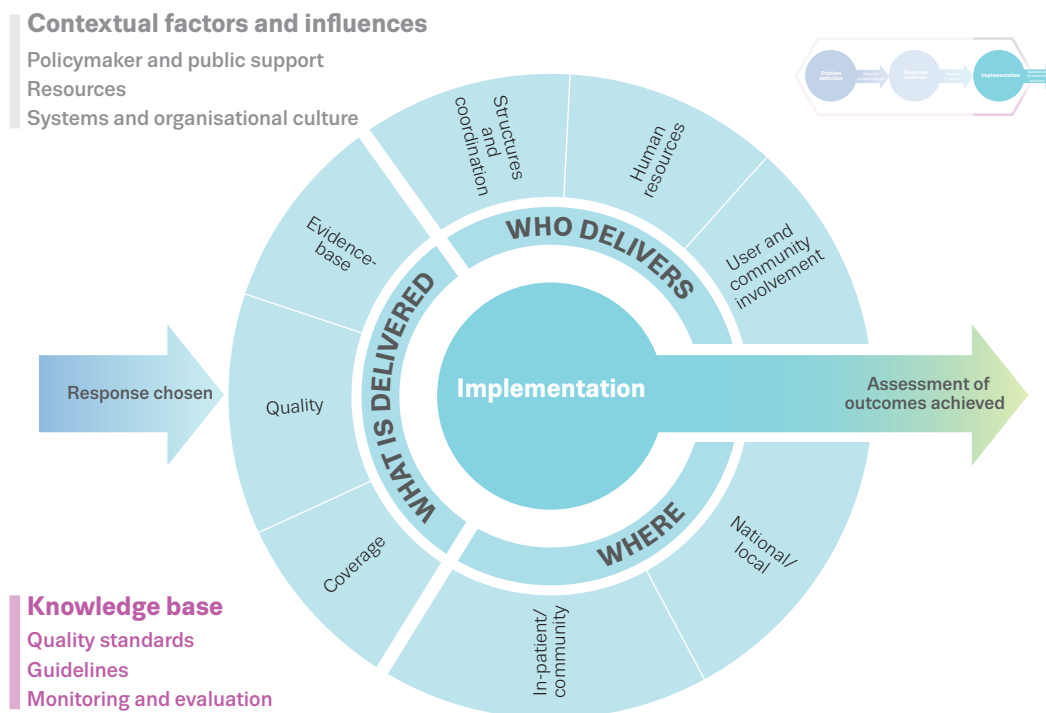 Contextual factors and influences
Policymaker and public support
Resources
Systems and organisational culture
Problem
definition
Implementation
Structures
and
coordination
Human
resources
User and
community
involvement
WHO DELIVERS
Evidence-
base
Quality
Coverage
WHAT IS DELIVERED
Response chosen
Implementation
Assessment of
outcomes achieved
WHERE
National/
local
In-patient/
community
Knowledge base
Quality standards
Guidelines
Monitoring and evaluation